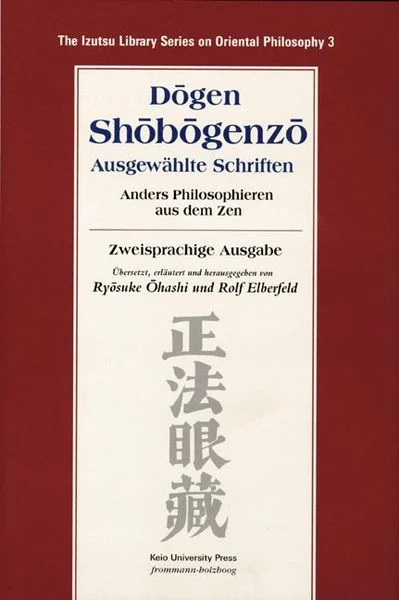 The Izutsu Library Series on Oriental Philosophy 3
Dōgen
Shōbōgenzō
Ausgewählte Schriften
Anders Philosophieren
aus dem Zen
Zweisprachige Ausgabe
Übersetzt, erläutert und herausgegeben von
Ryōsuke Ōhashi und Rolf Elberfeld
正
法
眼
藏
Keio University Press
frommann-holzboog